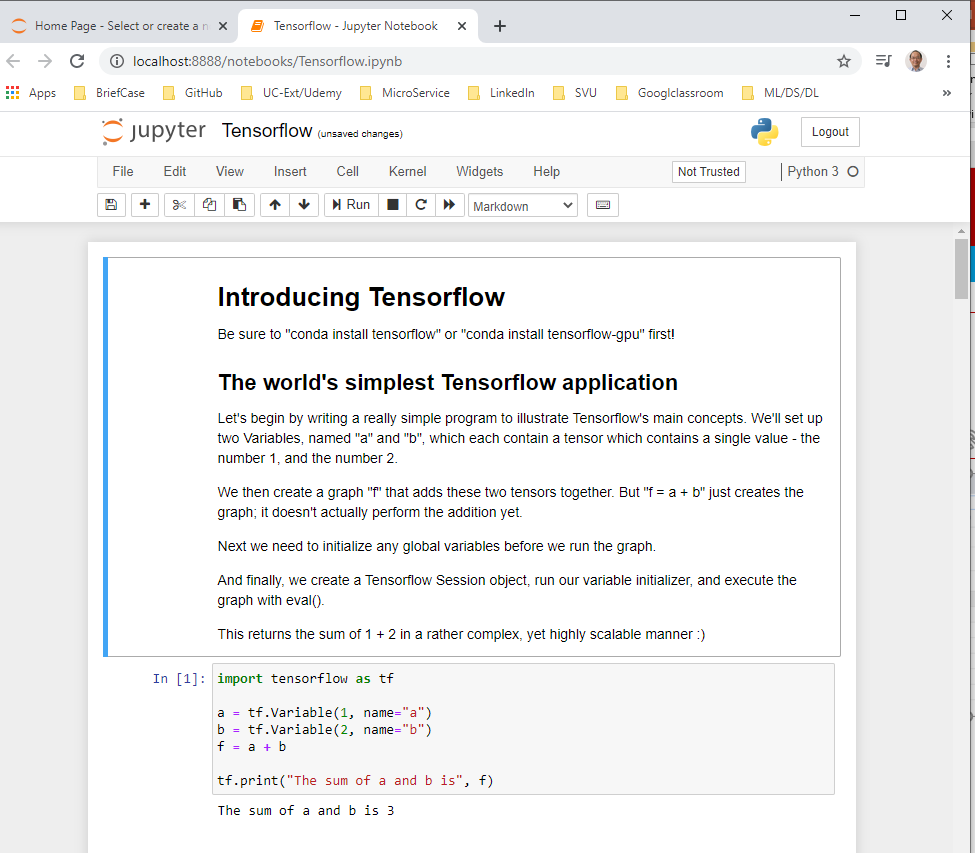 Home Page - Select or create a n
Tensorflow - Jupyter Notebook
localhost:8888/notebooks/Tensorflow.ipynb
Apps BriefCase GitHub UC-Ext/Udemy MicroService LinkedIn SVU Googlclassroom ML/DS/DL »
jupyter Tensorflow (unsaved changes) Logout
File Edit View Insert Cell Kernel Widgets Help Not Trusted Python 3
Run Markdown
Introducing Tensorflow
Be sure to "conda install tensorflow" or "conda install tensorflow-gpu" first!
The world's simplest Tensorflow application
Let's begin by writing a really simple program to illustrate Tensorflow's main concepts. We'll set up
two Variables, named "a" and "b", which each contain a tensor which contains a single value - the
number 1, and the number 2.
We then create a graph "f" that adds these two tensors together. But "f = a + b" just creates the
graph; it doesn't actually perform the addition yet.
Next we need to initialize any global variables before we run the graph.
And finally, we create a Tensorflow Session object, run our variable initializer, and execute the
graph with eval().
This returns the sum of 1 + 2 in a rather complex, yet highly scalable manner :)
In [1]: import tensorflow as tf
a = tf.Variable(1, name="a")
b = tf.Variable(2, name="b")
f = a + b
tf.print("The sum of a and b is", f)
The sum of a and b is 3